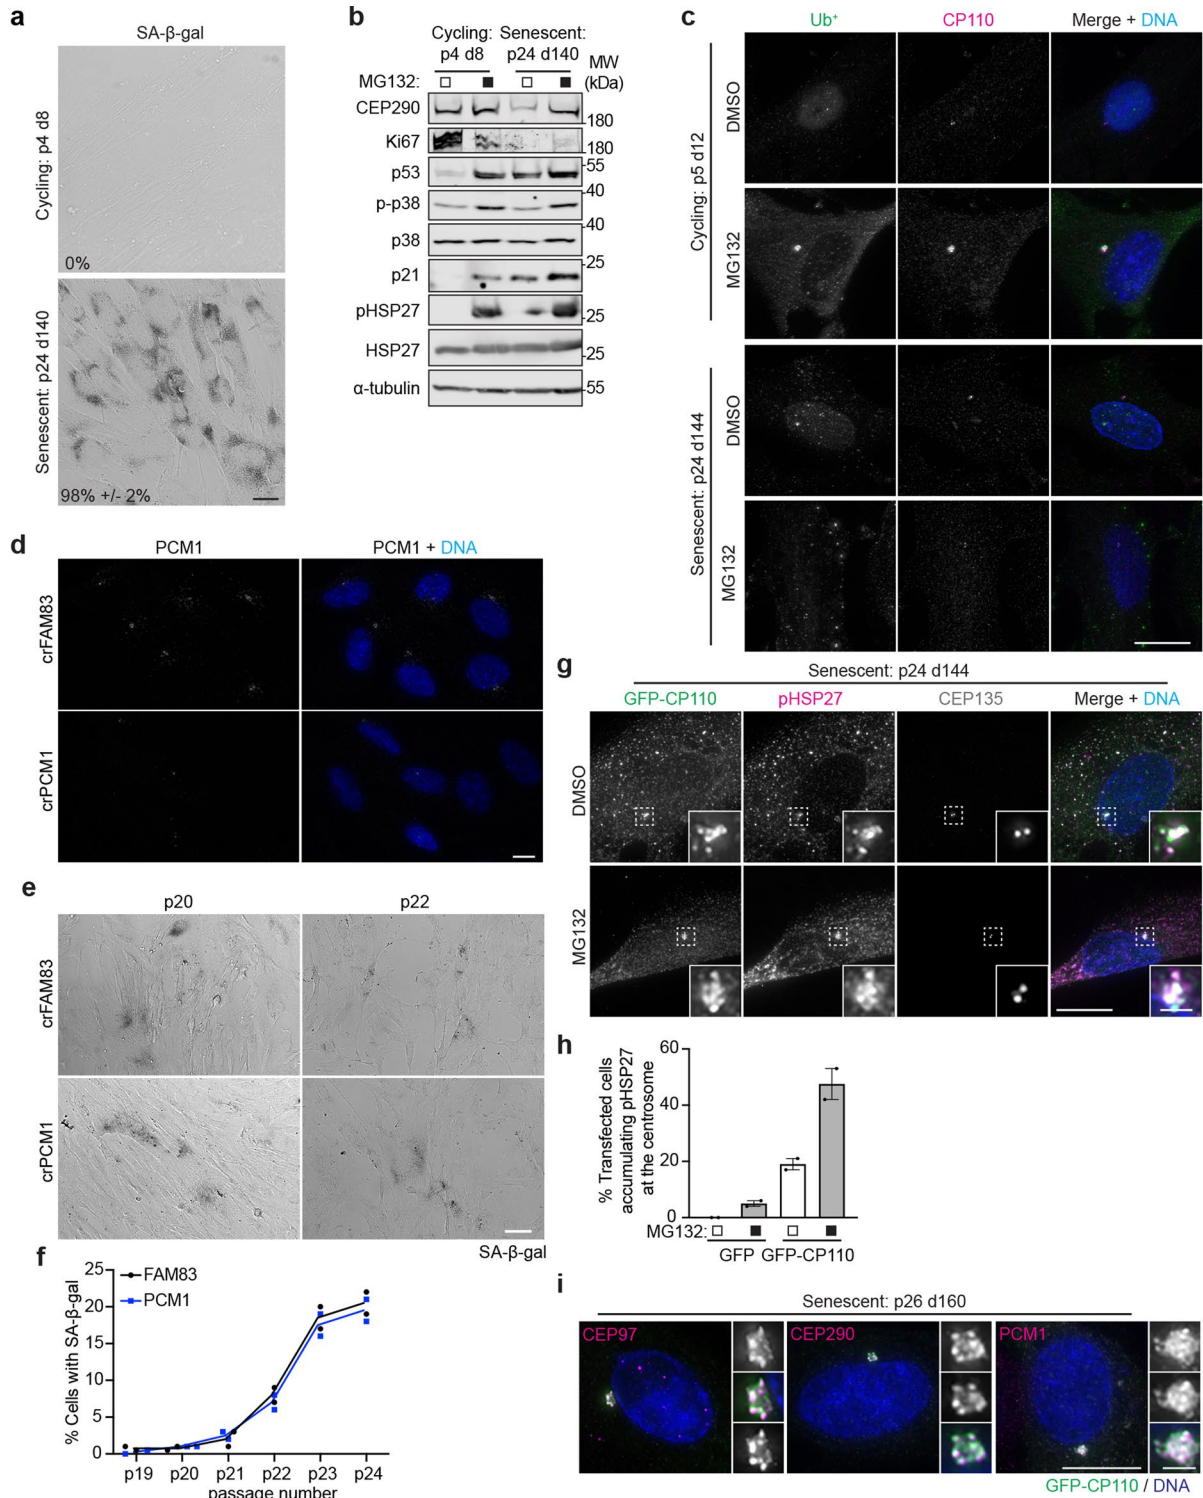 a
SA-β-gal
Cycling: p4 d8
0%
Senescent: p24 d140
98% +/- 2%
b
Cycling: Senescent:
p4 d8 p24 d140
MW
(kDa)
MG132:
CEP290
180
Ki67
180
p53
55
40
p-p38
40
p38
p21
25
pHSP27
25
HSP27
25
α-tubulin
55
c
Ub⁺ CP110 Merge + DNA
Cycling: p5 d12
DMSO
MG132
Senescent: p24 d144
DMSO
MG132
d
PCM1 PCM1 + DNA
crFAM83
crPCM1
e
p20 p22
crFAM83
crPCM1
SA-β-gal
f
% Cells with SA-β-gal
25
20
15
10
5
0
FAM83
PCM1
p19 p20 p21 p22 p23 p24
passage number
g
Senescent: p24 d144
GFP-CP110 pHSP27 CEP135 Merge + DNA
DMSO
MG132
h
% Transfected cells
accumulating pHSP27
at the centrosome
60
40
20
0
MG132:
GFP GFP-CP110
i
Senescent: p26 d160
CEP97 CEP290 PCM1
GFP-CP110 / DNA